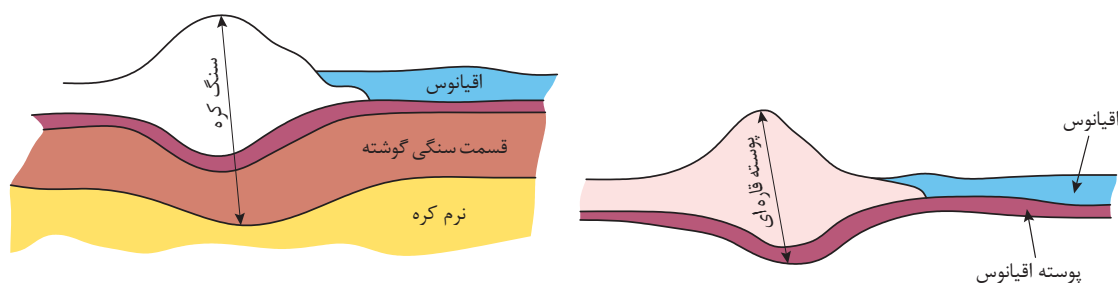 اقیانوس
سنگ کره
قسمت سنگی گوشته
نرم کره
اقیانوس
پوسته قاره ای
پوسته اقیانوس